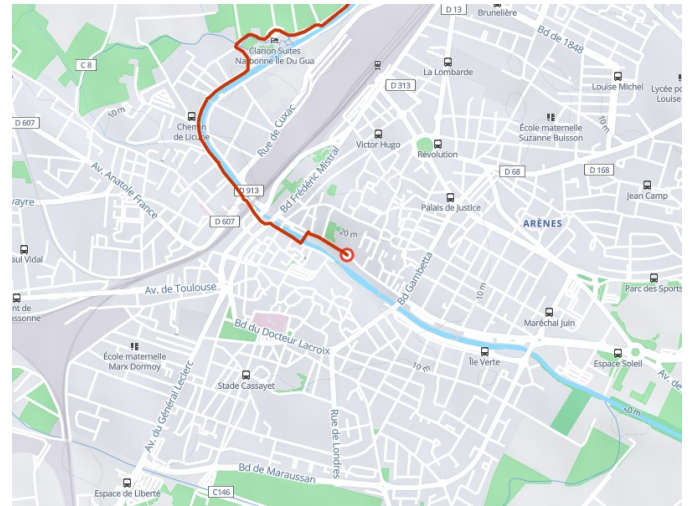 D 13
Brunelière
Bd de 1848
Clarion Suites
Narbonne Île Du Gua
C 8
La Lombarde
Louise Michel
Lycée po
Louise
D 313
10 m
D 607
Chemin
de Licune
Rue de Cuxac
École maternelle
Suzanne Buisson
10 m
Victor Hugo
Révolution
Av. Anatole France
Bd Frédéric Mistral
D 68
D 168
D 913
Jean Camp
vayre
D 607
Palais de Justice
ARÈNES
20 m
aul Vidal
Av. de Toulouse
Bd Gambetta
10 m
Parc des Sports
nt de
ssonne
Bd du Docteur Lacroix
Maréchal Juin
École maternelle
Marx Dormoy
10 m
Île Verte
Espace Soleil
Av. de
Stade Cassayet
Av. du Général Leclerc
Rue de Londres
10 m
Bd de Maraussan
Espace de Liberté
C146